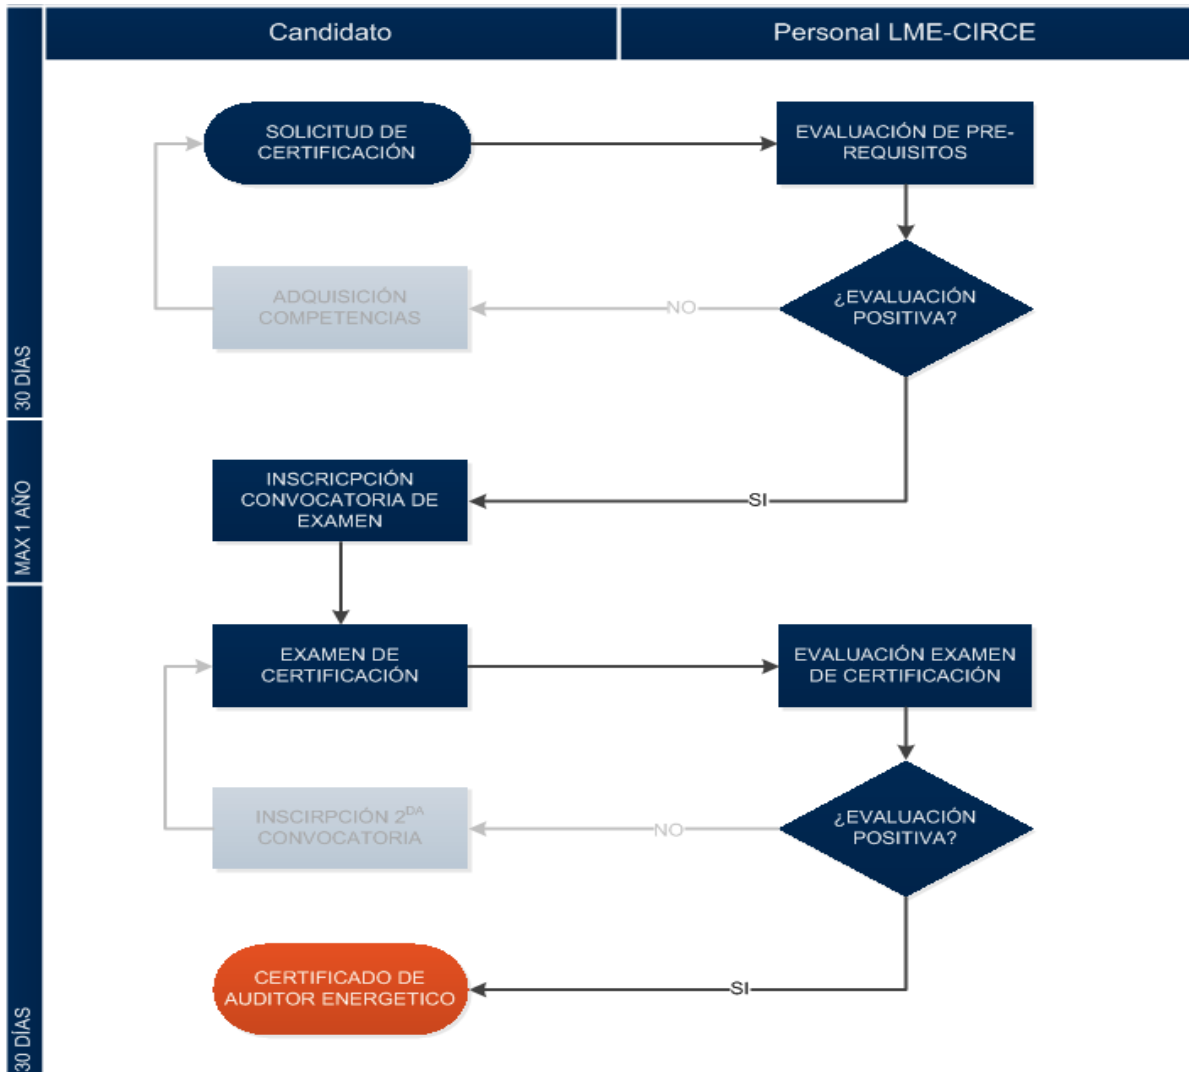 Candidato
Personal LME-CIRCE
SOLICITUD DE
CERTIFICACIÓN
EVALUACIÓN DE PRE-
REQUISITOS
ADQUISICIÓN
COMPETENCIAS
NO
¿EVALUACIÓN
POSITIVA?
30 DÍAS
INSCRICPCIÓN
CONVOCATORIA DE
EXAMEN
SI
MAX 1 AÑO
EXAMEN DE
CERTIFICACIÓN
EVALUACIÓN EXAMEN
DE CERTIFICACIÓN
INSCIRPCIÓN 2DA
CONVOCATORIA
NO
¿EVALUACIÓN
POSITIVA?
CERTIFICADO DE
AUDITOR ENERGETICO
SI
30 DÍAS